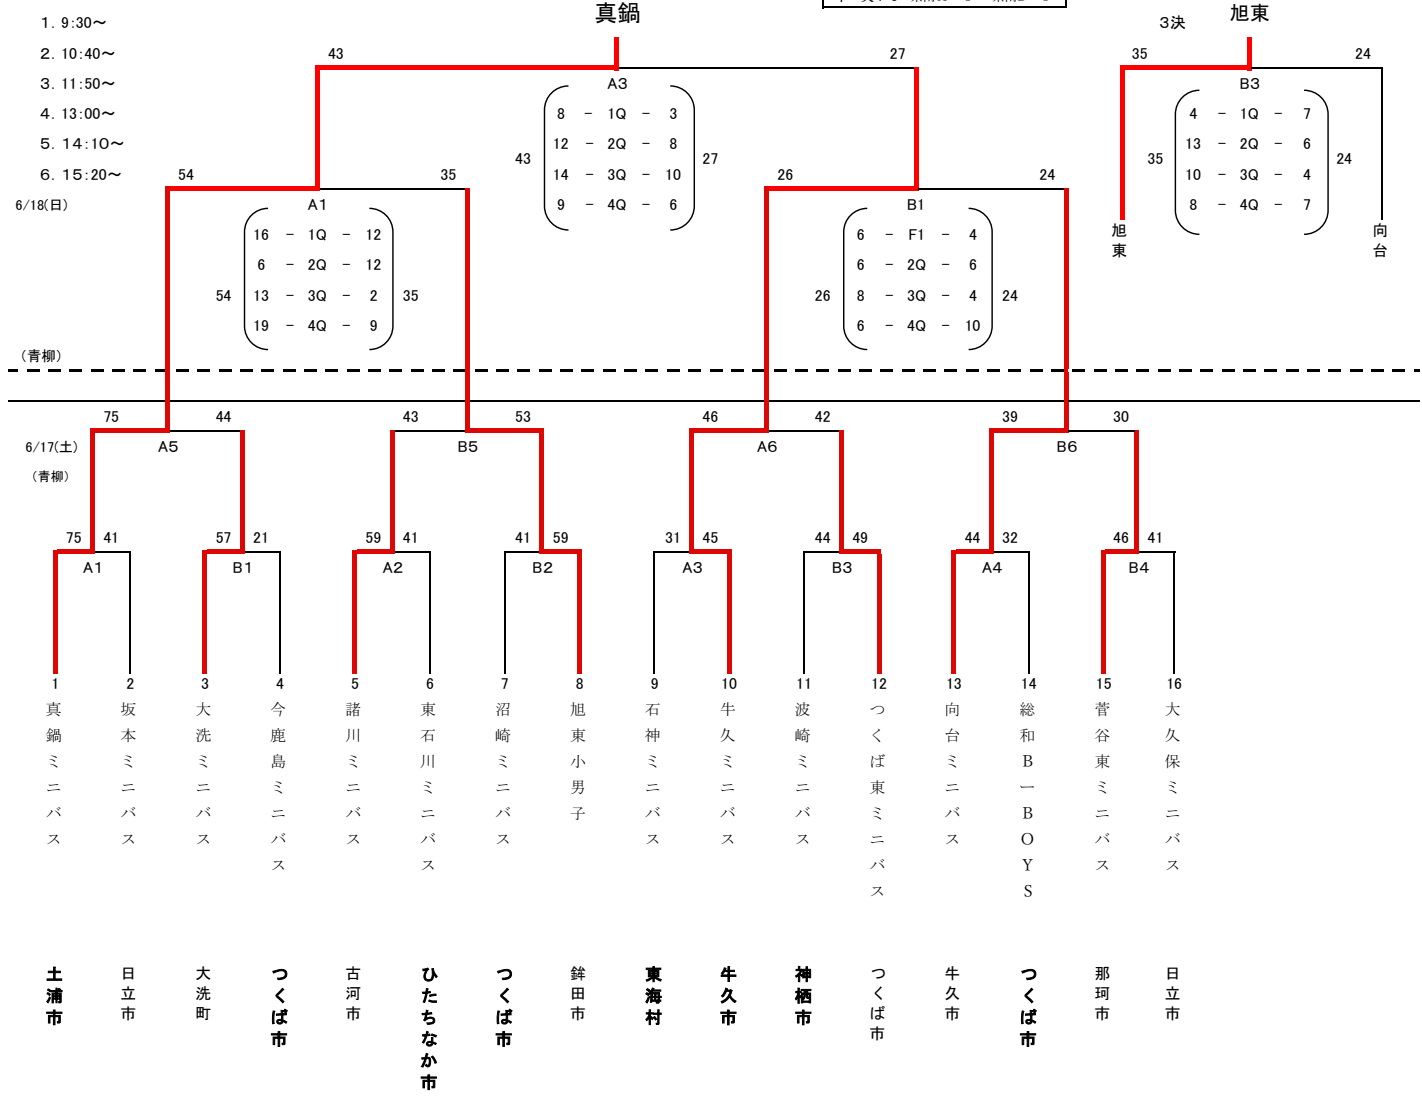 真鍋
3決
旭東
1. 9:30～
2. 10:40～
3. 11:50～
4. 13:00～
5. 14:10～
6. 15:20～
6/18(日)
43
27
35
24
A3
8 - 1Q - 3
12 - 2Q - 8
43
27
14 - 3Q - 10
9 - 4Q - 6
B3
4 - 1Q - 7
13 - 2Q - 6
35
24
10 - 3Q - 4
8 - 4Q - 7
旭東
向台
54
35
26
24
A1
16 - 1Q - 12
6 - 2Q - 12
54
13 - 3Q - 2
35
19 - 4Q - 9
B1
6 - F1 - 4
6 - 2Q - 6
26
8 - 3Q - 4
24
6 - 4Q - 10
(青柳)
75
44
43
53
46
42
39
30
6/17(土)
A5
B5
A6
B6
(青柳)
75 41
57 21
59 41
41 59
31 45
44 49
44 32
46 41
A1
B1
A2
B2
A3
B3
A4
B4
1
2
3
4
5
6
7
8
9
10
11
12
13
14
15
16
真鍋ミニバス
坂本ミニバス
大洗ミニバス
今鹿島ミニバス
諸川ミニバス
東石川ミニバス
沼崎ミニバス
旭東小男子
石神ミニバス
牛久ミニバス
波崎ミニバス
つくば東ミニバス
向台ミニバス
総和BーBOYS
菅谷東ミニバス
大久保ミニバス
土浦市
日立市
大洗町
つくば市
古河市
ひたちなか市
つくば市
鉾田市
東海村
牛久市
神栖市
つくば市
牛久市
つくば市
那珂市
日立市